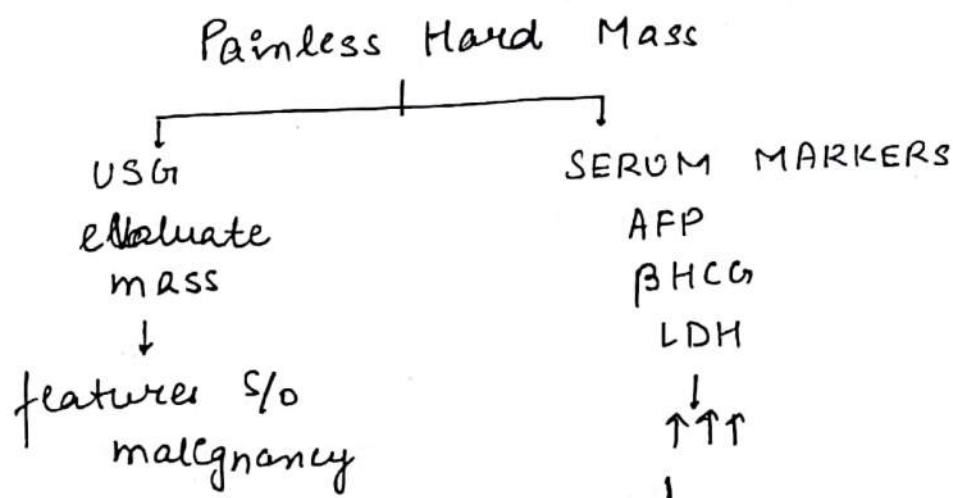 Painless Hard Mass
USG
evaluate
mass
↓
features s/o
malignancy
SERUM MARKERS
AFP
βHCG
LDH
↓
↑↑↑
↓